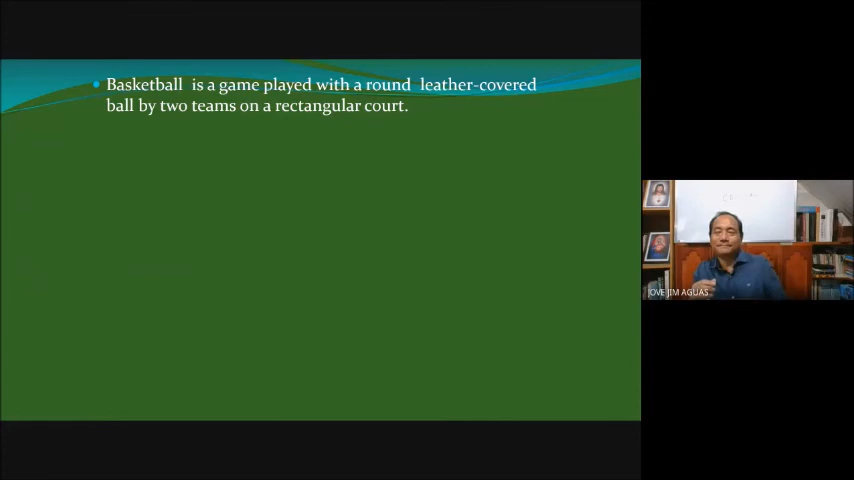 Basketball is a game played with a round leather-covered
ball by two teams on a rectangular court.
JOVE JIM AGUAS